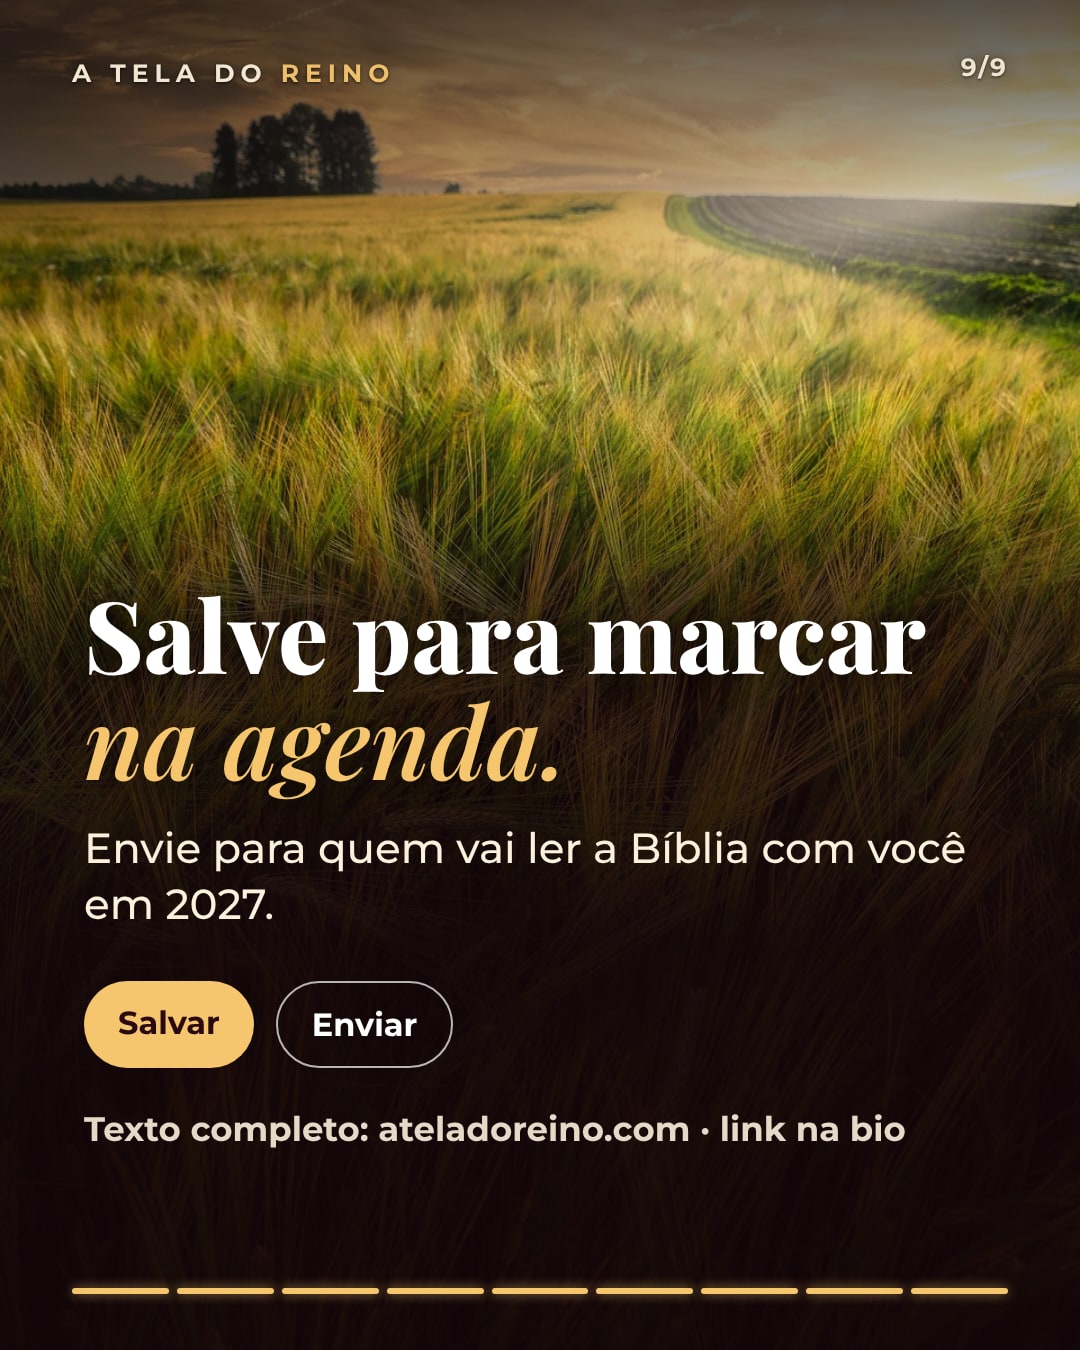 A TELA DO REINO
9/9
Salve para marcar
na agenda.
Envie para quem vai ler a Bíblia com você
em 2027.
Salvar
Enviar
Texto completo: ateladoreino.com · link na bio